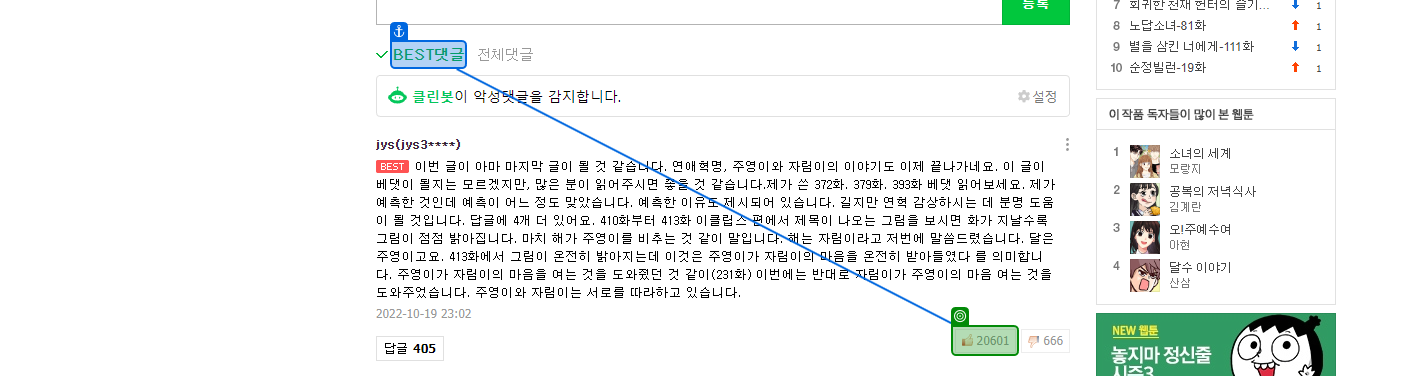 등록
BEST댓글 전체댓글
클린봇이 악성댓글을 감지합니다.
설정
jys(jys3****)
BEST 이번 글이 아마 마지막 글이 될 것 같습니다. 연애혁명, 주영이와 자림이의 이야기도 이제 끝나가네요. 이 글이
베댓이 될지는 모르겠지만, 많은 분이 읽어주시면 좋을 것 같습니다.제가 쓴 372화. 379화. 393화 베댓 읽어보세요. 제가
예측한 것인데 예측이 어느 정도 맞았습니다. 예측한 이유도 제시되어 있습니다. 길지만 연혁 감상하시는 데 분명 도움
이 될 것입니다. 답글에 4개 더 있어요. 410화부터 413화 이클립스 편에서 제목이 나오는 그림을 보시면 화가 지날수록
그림이 점점 밝아집니다. 마치 해가 주영이를 비추는 것 같이 말입니다. 해는 자림이라고 저번에 말씀드렸습니다. 달은
주영이고요. 413화에서 그림이 온전히 밝아지는데 이것은 주영이가 자림이의 마음을 온전히 받아들였다 를 의미합니
다. 주영이가 자림이의 마음을 여는 것을 도와줬던 것 같이(231화) 이번에는 반대로 자림이가 주영이의 마음 여는 것을
도와주었습니다. 주영이와 자림이는 서로를 따라하고 있습니다.
2022-10-19 23:02
답글 405
20601
666
7 회귀한 천재 헌터의 슬기... 1
8 노답소녀-81화 1
9 별을 삼킨 너에게-111화 1
10 순정빌런-19화 1
이 작품 독자들이 많이 본 웹툰
1 소녀의 세계
모랑지
2 공복의 저녁식사
김계란
3 오!주예수여
아현
4 달수 이야기
산삼
NEW 웹툰
놓지마 정신줄
시즌3